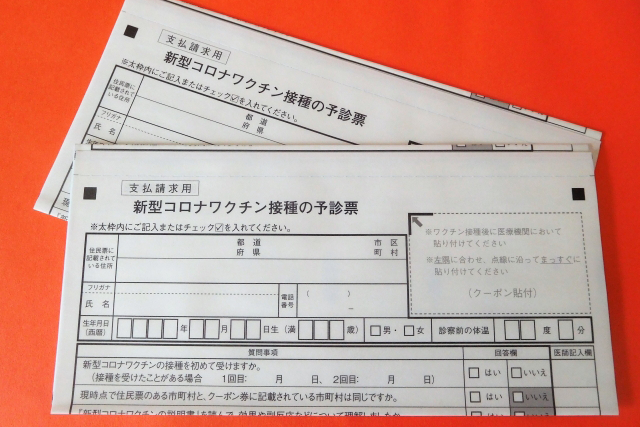 支払請求用
新型コロナワクチン接種の予診票
※太枠内にご記入またはチェック☑を入れてください。
住民票に
記載されて
いる住所
都 道
府 県
フリガナ
氏 名
支払請求用
新型コロナワクチン接種の予診票
※太枠内にご記入またはチェック☑を入れてください。
住民票に
記載されて
いる住所
都 道
府 県
市 区
町 村
フリガナ
氏 名
電話
番号
( )
−
※ワクチン接種後に医療機関において
貼り付けてください
※左隅に合わせ、点線に沿ってまっすぐに
貼り付けてください
(クーポン貼付)
生年月日
(西暦)
年 月 日生 (満 歳) □男・□女 診察前の体温 度 分
質問事項 回答欄 医師記入欄
新型コロナワクチンの接種を初めて受けますか。
(接種を受けたことがある場合 1回目: 月 日、2回目: 月 日)
□はい □いいえ
現時点で住民票のある市町村と、クーポン券に記載されている市町村は同じですか。
□はい □いいえ
『新型コロナワクチンの説明書』を読んで、効果や副反応などについて理解しましたか
□はい □いいえ